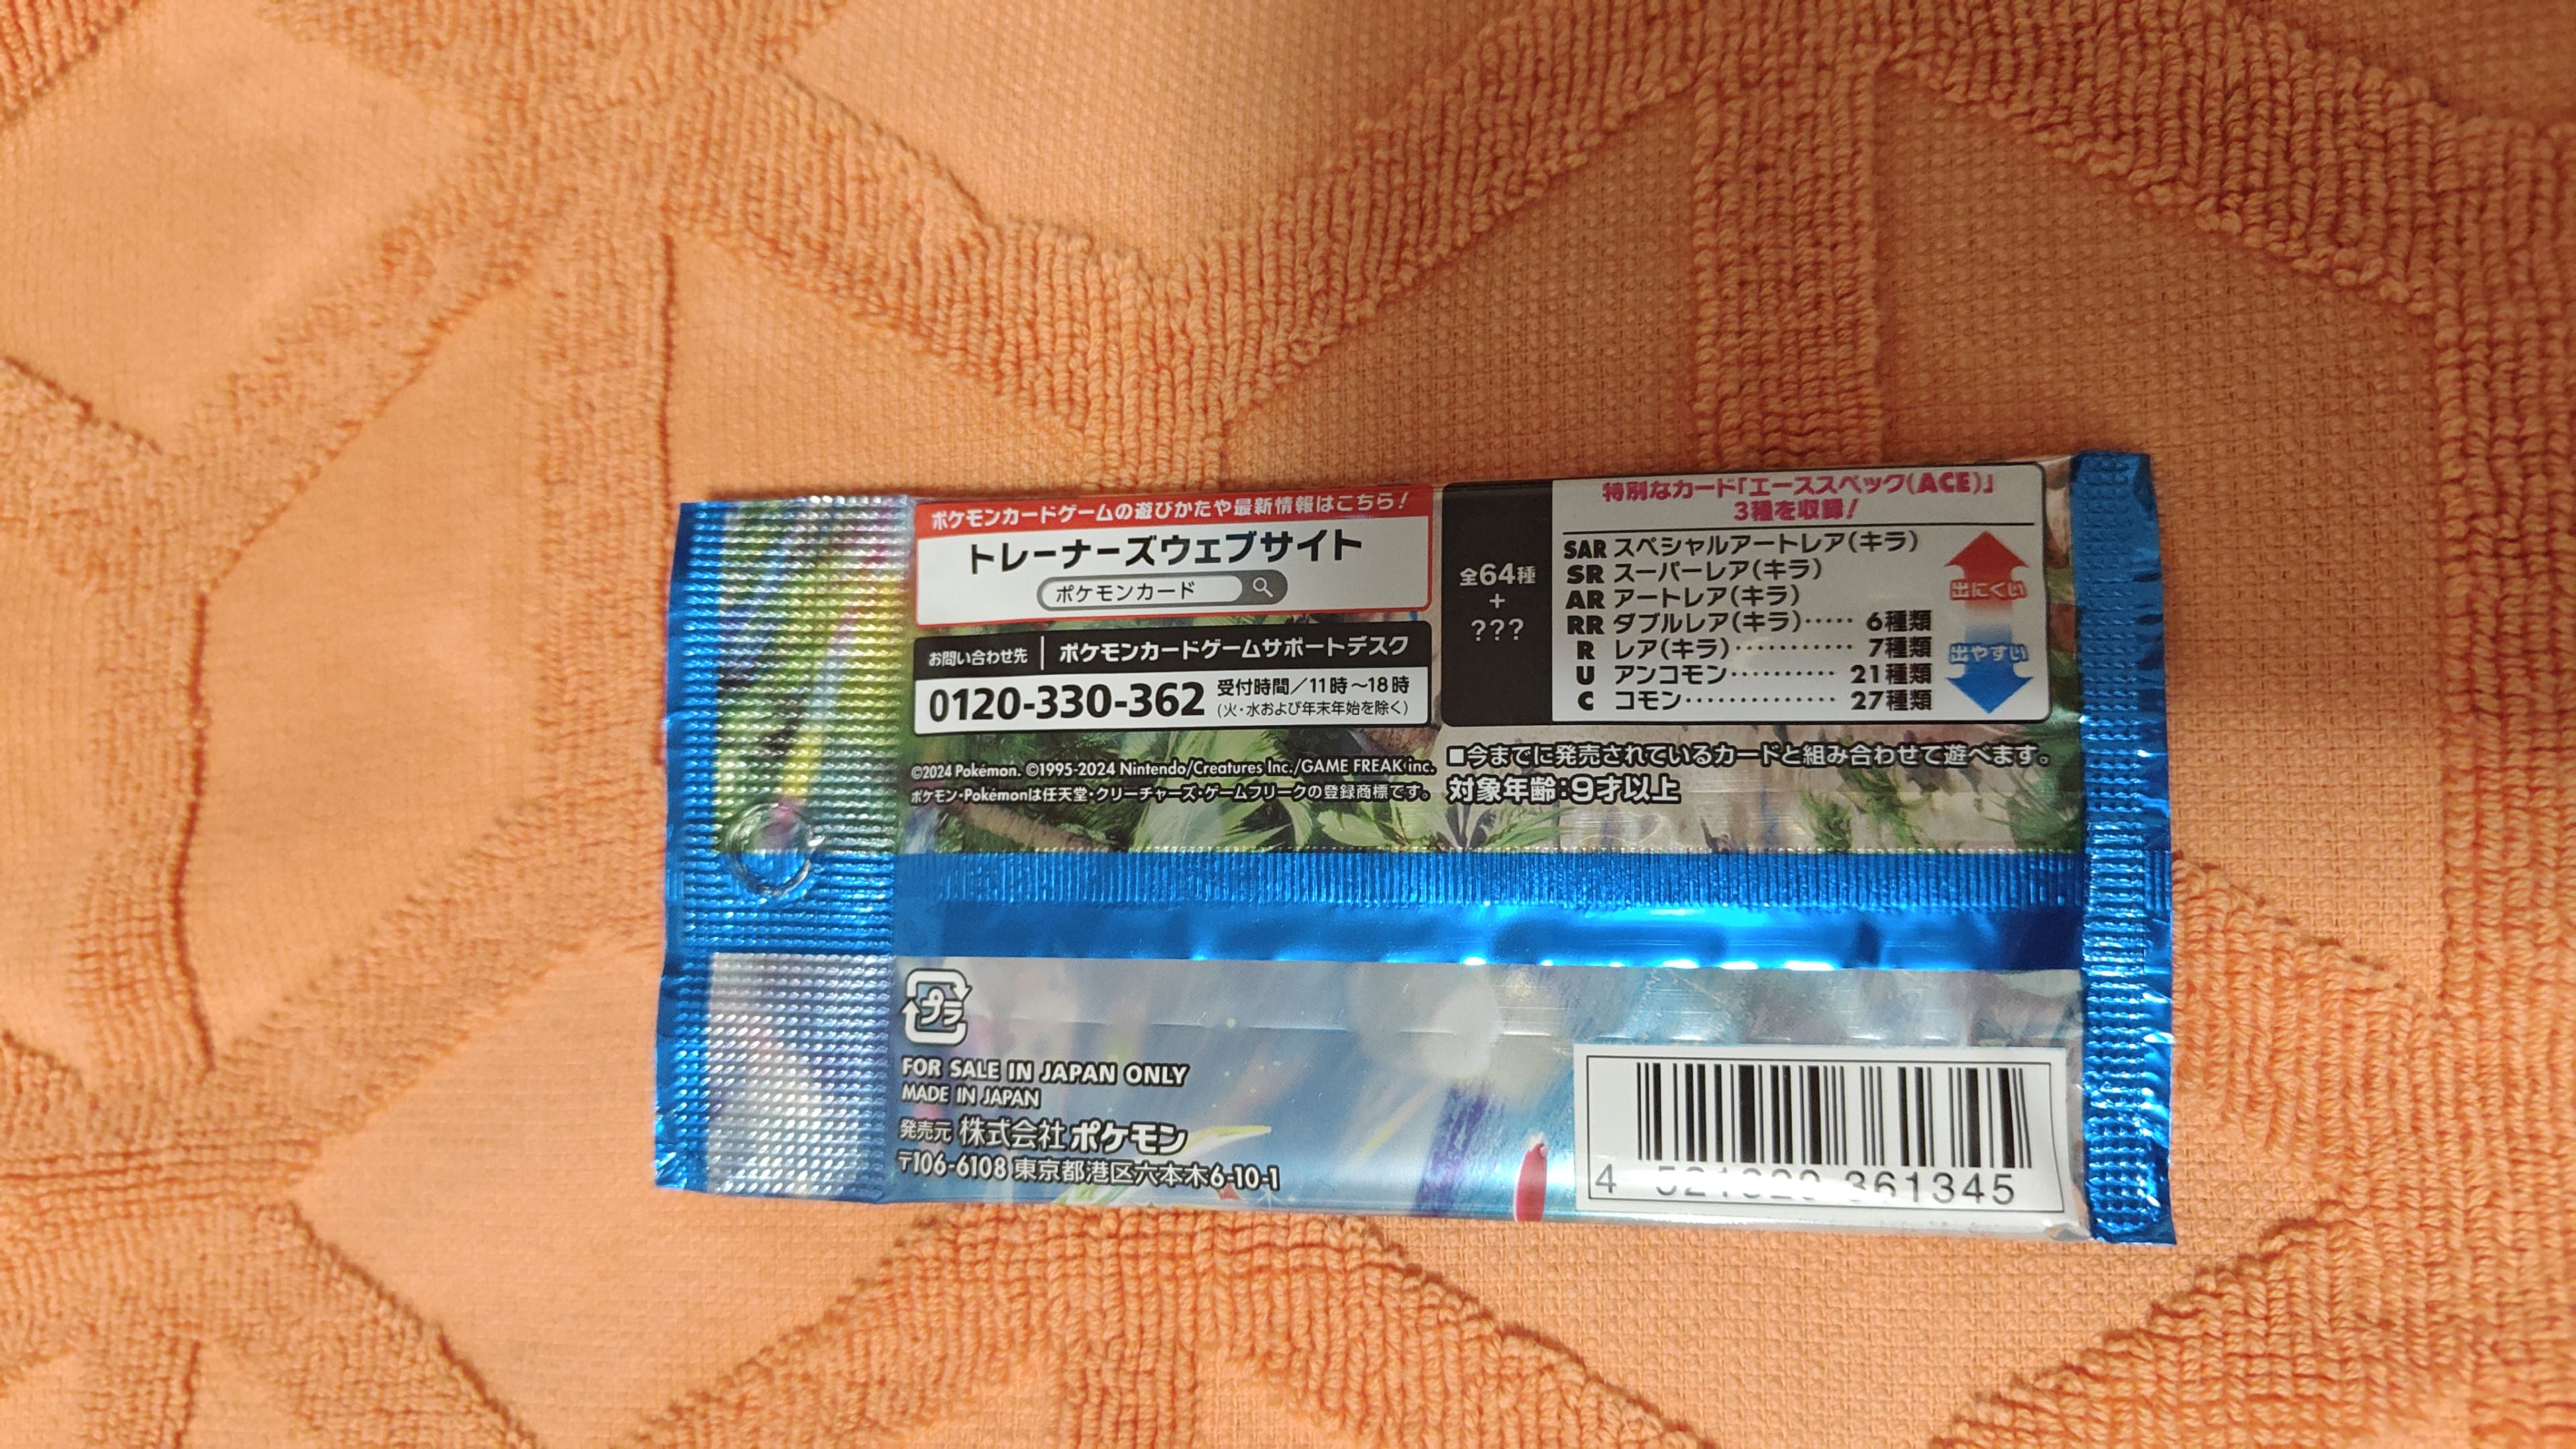 ポケモンカードゲームの遊びかたや最新情報はこちら!
トレーナーズウェブサイト
ポケモンカード
お問い合わせ先 ポケモンカードゲームサポートデスク
0120-330-362 受付時間/11時~18時
(火・水および年末年始を除く)
©2024 Pokémon. ©1995-2024 Nintendo/Creatures Inc./GAME FREAK inc.
ポケモン・Pokémonは任天堂・クリーチャーズ・ゲームフリークの登録商標です。
全64種
+
???
特別なカード「エーススペック(ACE)」
3種を収録!
SAR スペシャルアートレア(キラ)
SR スーパーレア(キラ)
AR アートレア(キラ)
RR ダブルレア(キラ)····· 6種類
R レア(キラ)··········· 7種類
U アンコモン·········· 21種類
C コモン·············· 27種類
出にくい
出やすい
■今までに発売されているカードと組み合わせて遊べます。
対象年齢:9才以上
プラ
FOR SALE IN JAPAN ONLY
MADE IN JAPAN
発売元 株式会社ポケモン
〒106-6108 東京都港区六本木6-10-1
4 361345